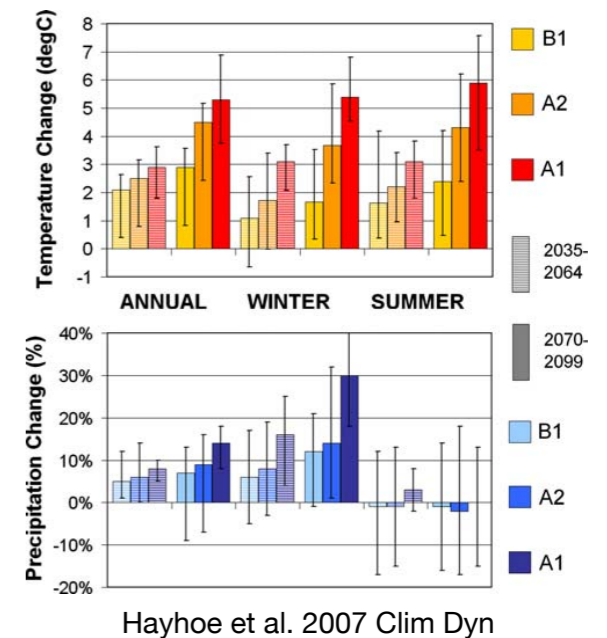 Temperature Change (degC)
8
7
6
5
4
3
2
1
0
-1
ANNUAL WINTER SUMMER
B1
A2
A1
2035-
2064
2070-
2099
Precipitation Change (%)
40%
30%
20%
10%
0%
-10%
-20%
B1
A2
A1
Hayhoe et al. 2007 Clim Dyn